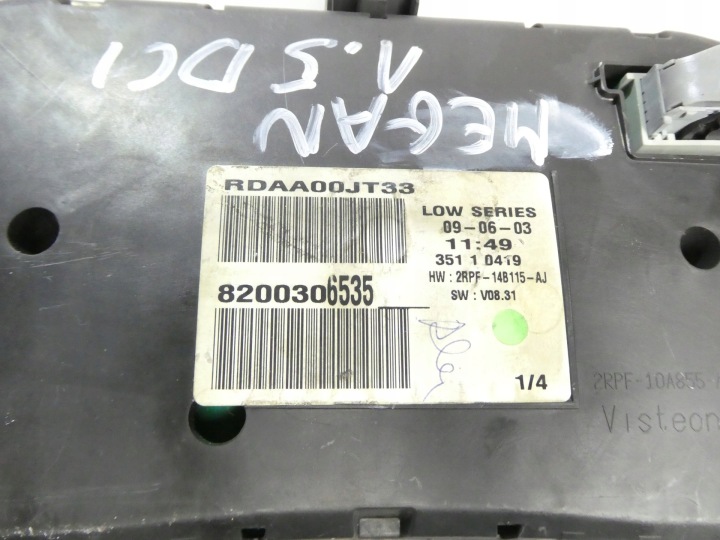 MEGAN
1.5 DCI
RDAA00JT33
LOW SERIES
09-06-03
11:49
351 1 0419
HW : 2RPF-14B115-AJ
SW : V08.31
8200306535
1/4
2RPF-10A855
Visteon